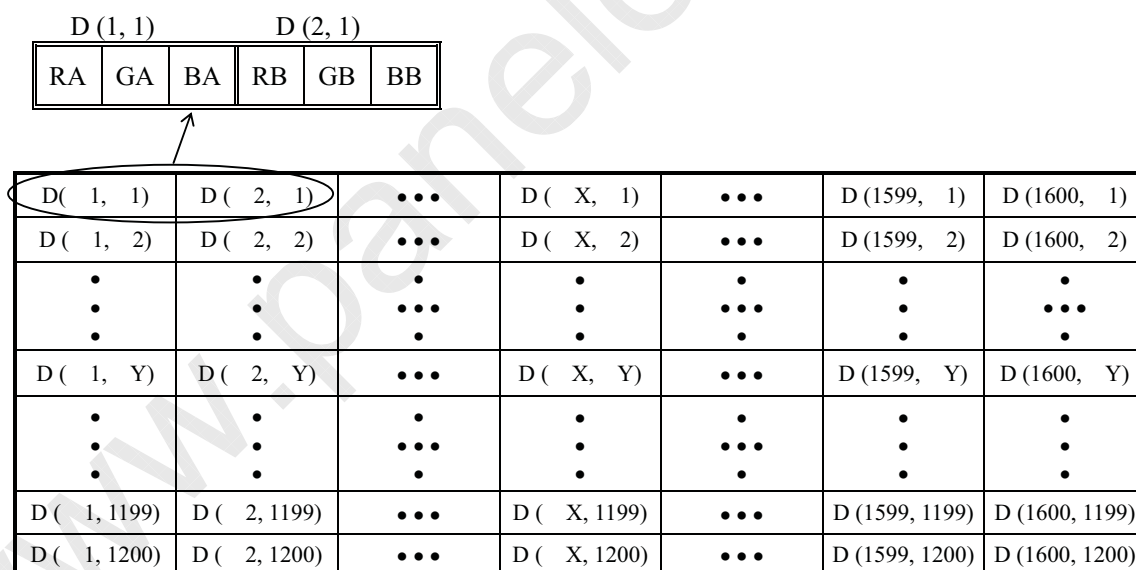 D (1, 1) D (2, 1)
RA GA BA RB GB BB
D( 1, 1) D ( 2, 1) ••• D ( X, 1) ••• D (1599, 1) D (1600, 1)
D ( 1, 2) D ( 2, 2) ••• D ( X, 2) ••• D (1599, 2) D (1600, 2)
D ( 1, Y) D ( 2, Y) ••• D ( X, Y) ••• D (1599, Y) D (1600, Y)
D ( 1, 1199) D ( 2, 1199) ••• D ( X, 1199) ••• D (1599, 1199) D (1600, 1199)
D ( 1, 1200) D ( 2, 1200) ••• D ( X, 1200) ••• D (1599, 1200) D (1600, 1200)
www.panelo